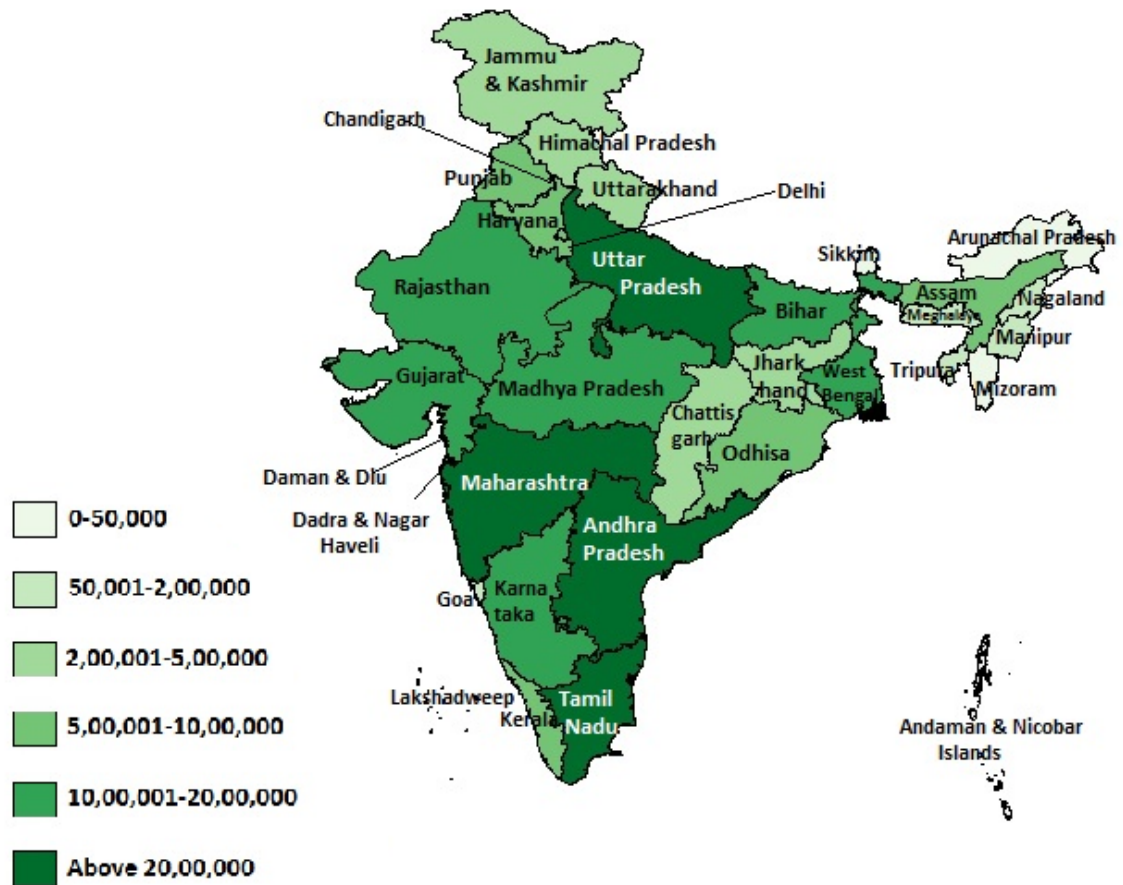 Jammu
& Kashmir
Chandigarh
Himachal Pradesh
Punjab
Uttarakhand
Delhi
Haryana
Arunachal Pradesh
Sikkim
Uttar
Pradesh
Rajasthan
Assam
Nagaland
Meghalaya
Bihar
Manipur
Jhark
hand
Tripura
West
Bengal
Mizoram
Gujarat
Madhya Pradesh
Chattis
garh
Odhisa
Daman & Diu
Maharashtra
Dadra & Nagar
Haveli
Andhra
Pradesh
Goa
Karna
taka
Lakshadweep
Kerala
Tamil
Nadu
Andaman & Nicobar
Islands
0-50,000
50,001-2,00,000
2,00,001-5,00,000
5,00,001-10,00,000
10,00,001-20,00,000
Above 20,00,000